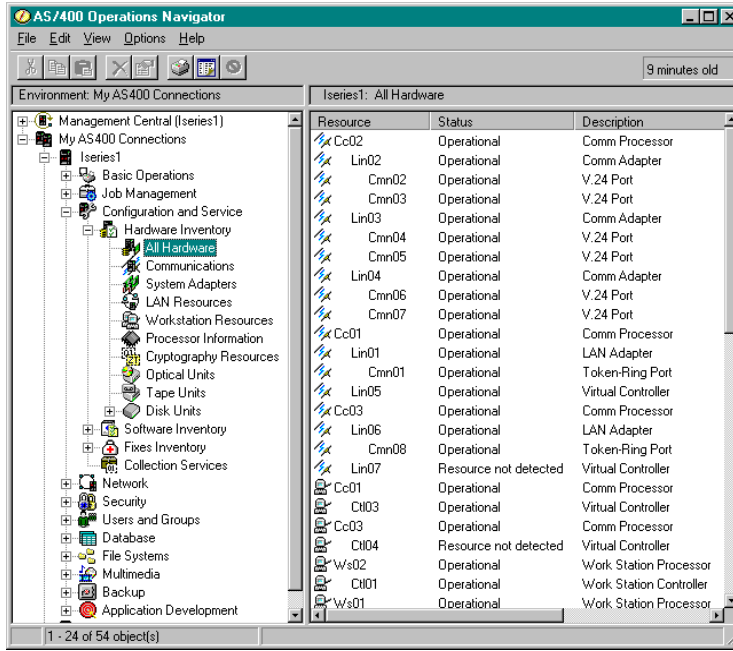 AS/400 Operations Navigator
File Edit View Options Help
9 minutes old
Environment: My AS400 Connections
Iseries1: All Hardware
Management Central (Iseries1)
My AS400 Connections
Iseries1
Basic Operations
Job Management
Configuration and Service
Hardware Inventory
All Hardware
Communications
System Adapters
LAN Resources
Workstation Resources
Processor Information
Cryptography Resources
Optical Units
Tape Units
Disk Units
Software Inventory
Fixes Inventory
Collection Services
Network
Security
Users and Groups
Database
File Systems
Multimedia
Backup
Application Development
Resource Status Description
Cc02 Operational Comm Processor
Lin02 Operational Comm Adapter
Cmn02 Operational V.24 Port
Cmn03 Operational V.24 Port
Lin03 Operational Comm Adapter
Cmn04 Operational V.24 Port
Cmn05 Operational V.24 Port
Lin04 Operational Comm Adapter
Cmn06 Operational V.24 Port
Cmn07 Operational V.24 Port
Cc01 Operational Comm Processor
Lin01 Operational LAN Adapter
Cmn01 Operational Token-Ring Port
Lin05 Operational Virtual Controller
Cc03 Operational Comm Processor
Lin06 Operational LAN Adapter
Cmn08 Operational Token-Ring Port
Lin07 Resource not detected Virtual Controller
Cc01 Operational Comm Processor
Ctl03 Operational Virtual Controller
Cc03 Operational Comm Processor
Ctl04 Resource not detected Virtual Controller
Ws02 Operational Work Station Processor
Ctl01 Operational Work Station Controller
Ws01 Operational Work Station Processor
1 - 24 of 54 object(s)